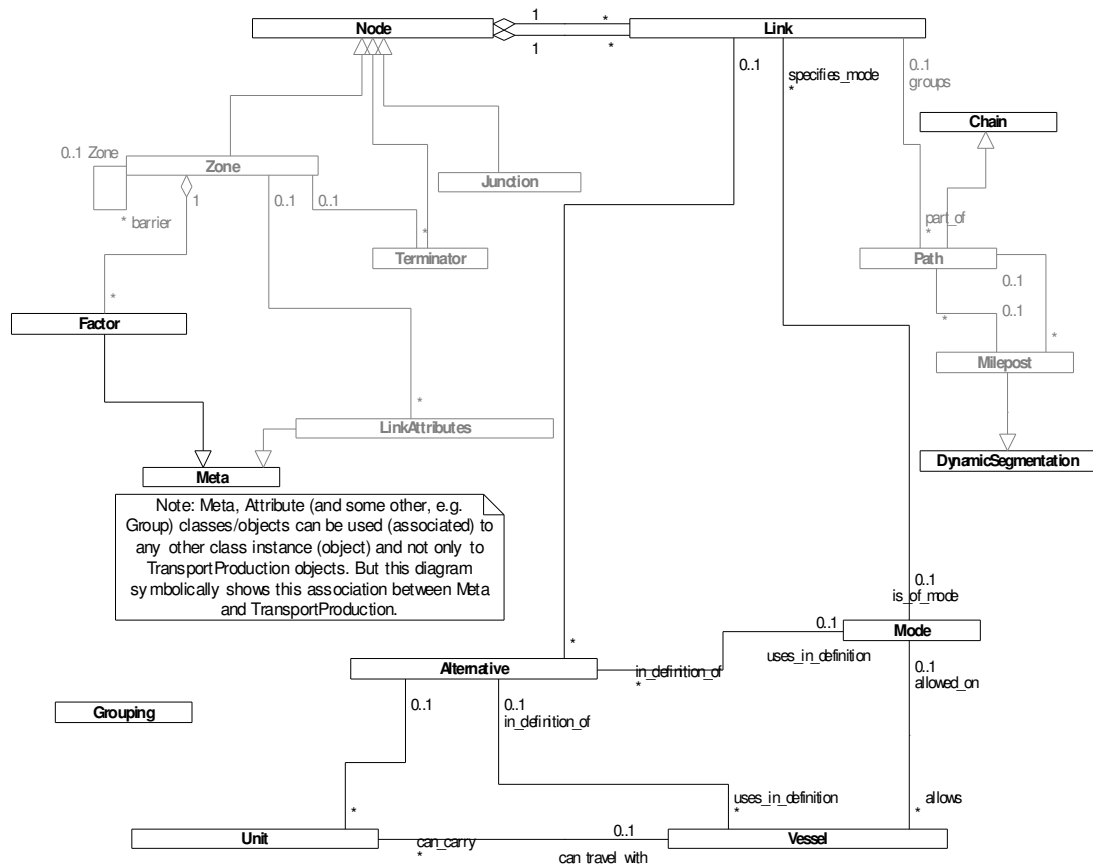 1
*
Node
Link
1
*
0..1
specifies_mode
*
0..1
groups
Chain
0..1 Zone
Zone
Junction
1
0..1
0..1
* barrier
*
part_of
*
Terminator
Path
0..1
0..1
*
*
*
Factor
Milepost
*
LinkAttributes
DynamicSegmentation
Meta
Note: Meta, Attribute (and some other, e.g.
Group) classes/objects can be used (associated) to
any other class instance (object) and not only to
TransportProduction objects. But this diagram
symbolically shows this association between Meta
and TransportProduction.
0..1
is_of_mode
0..1
Mode
*
uses_in_definition
Alternative
in_definition_of
*
0..1
allowed_on
0..1
0..1
in_definition_of
Grouping
*
uses_in_definition
*
allows
*
Unit
can_carry
*
0..1
can_travel_with
Vessel